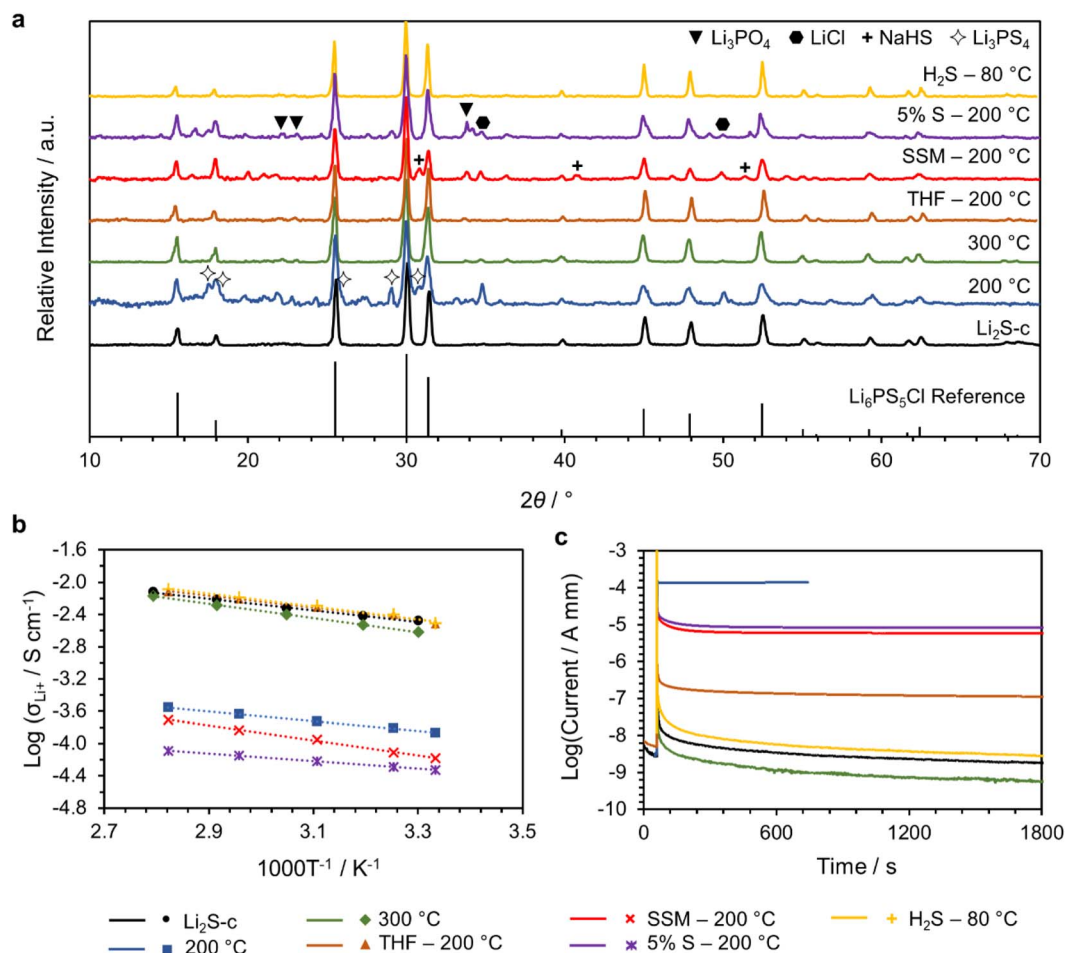 a
▼ Li₃PO₄ ⬢ LiCl + NaHS ✧ Li₃PS₄
H₂S – 80 °C
5% S – 200 °C
SSM – 200 °C
THF – 200 °C
300 °C
200 °C
Li₂S-c
Li₆PS₅Cl Reference
Relative Intensity / a.u.
10 20 30 40 50 60 70
2θ / °
b
Log (σLi+ / S cm⁻¹)
-1.6
-2.0
-2.4
-2.8
-3.2
-3.6
-4.0
-4.4
-4.8
2.7 2.9 3.1 3.3 3.5
1000T⁻¹ / K⁻¹
c
Log(Current / A mm)
-3
-4
-5
-6
-7
-8
-9
-10
0 600 1200 1800
Time / s
Li₂S-c 300 °C SSM – 200 °C H₂S – 80 °C
200 °C THF – 200 °C 5% S – 200 °C